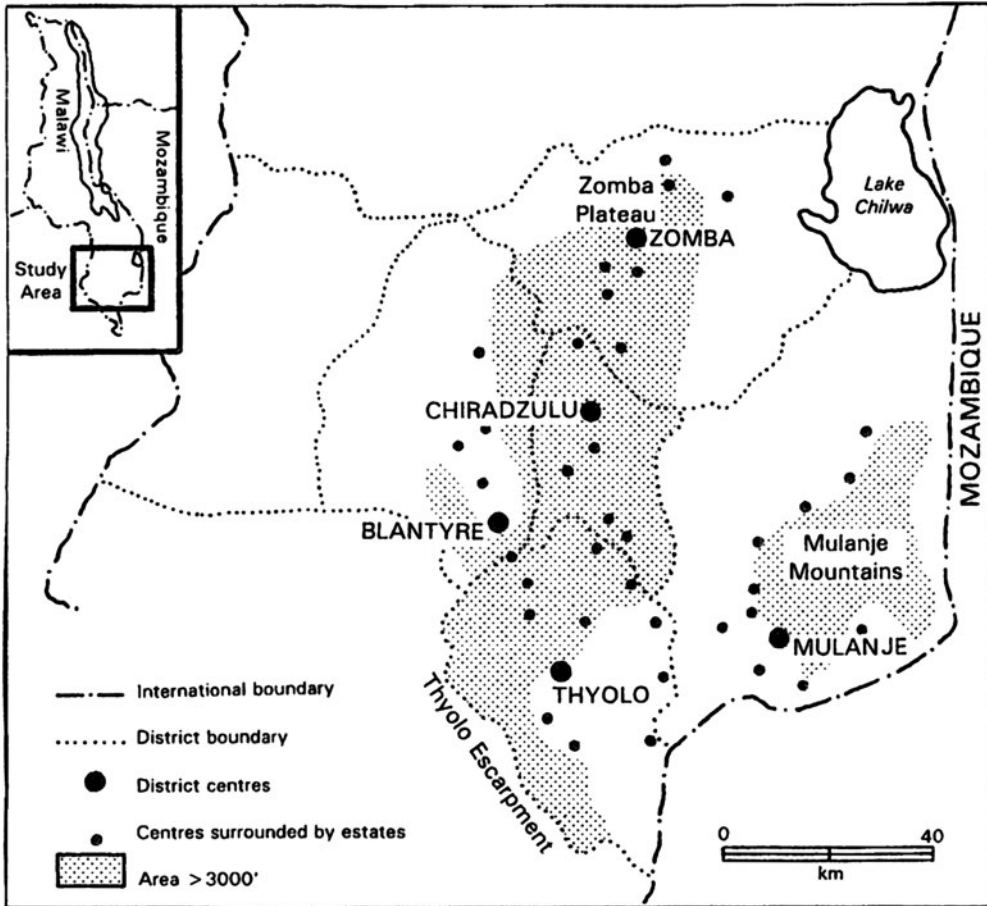 Malawi
Mozambique
Study
Area
Zomba
Plateau
ZOMBA
Lake
Chilwa
CHIRADZULU
MOZAMBIQUE
BLANTYRE
Mulanje
Mountains
MULANJE
THYOLO
Thyolo Escarpment
International boundary
District boundary
District centres
Centres surrounded by estates
Area >3000'
0 40
km